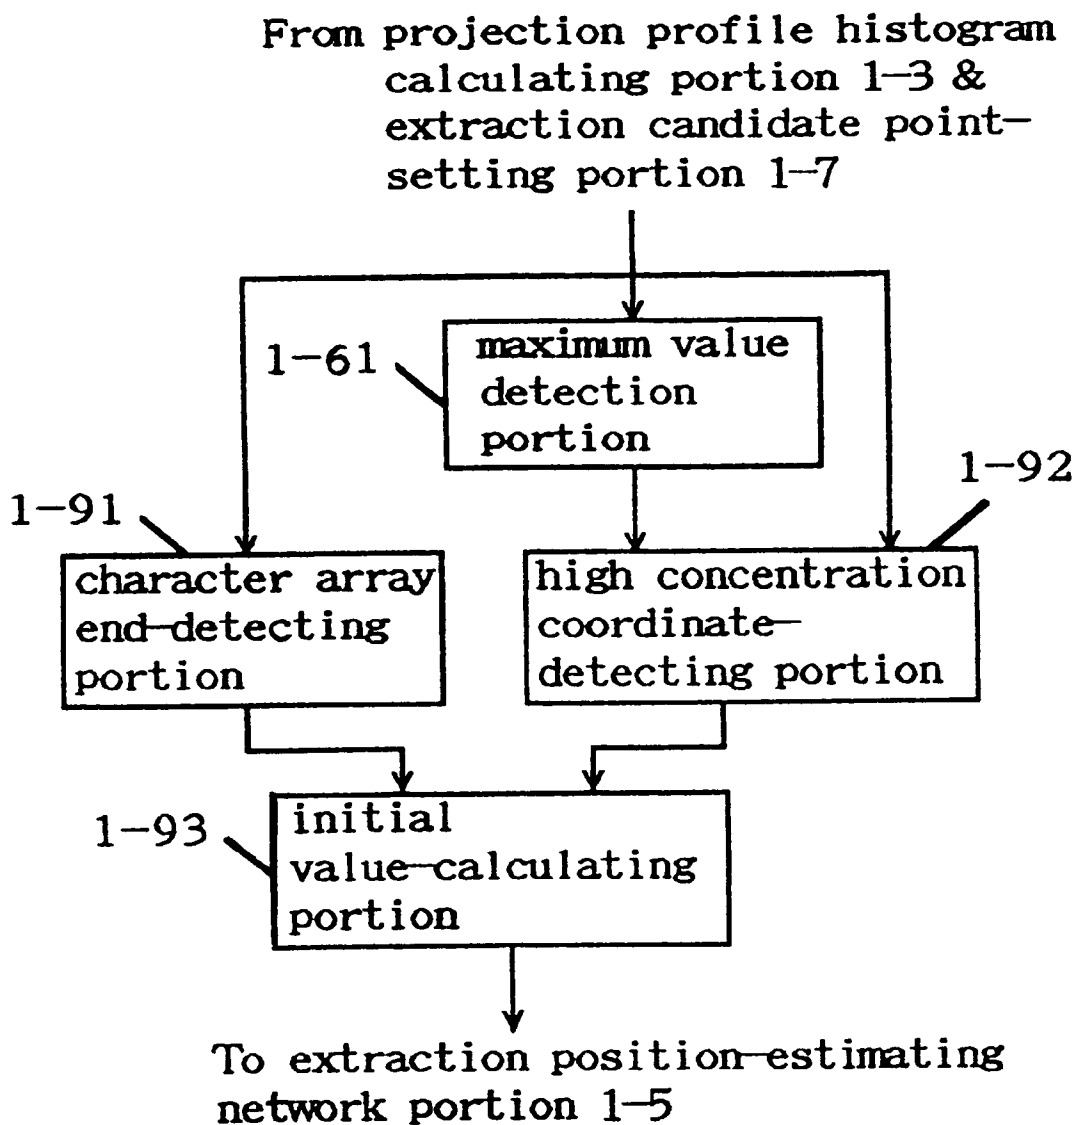 From projection profile histogram
calculating portion 1-3 &
extraction candidate point-
setting portion 1-7
1-61
maximum value
detection
portion
1-92
1-91
character array
end-detecting
portion
high concentration
coordinate-
detecting portion
1-93
initial
value-calculating
portion
To extraction position-estimating
network portion 1-5